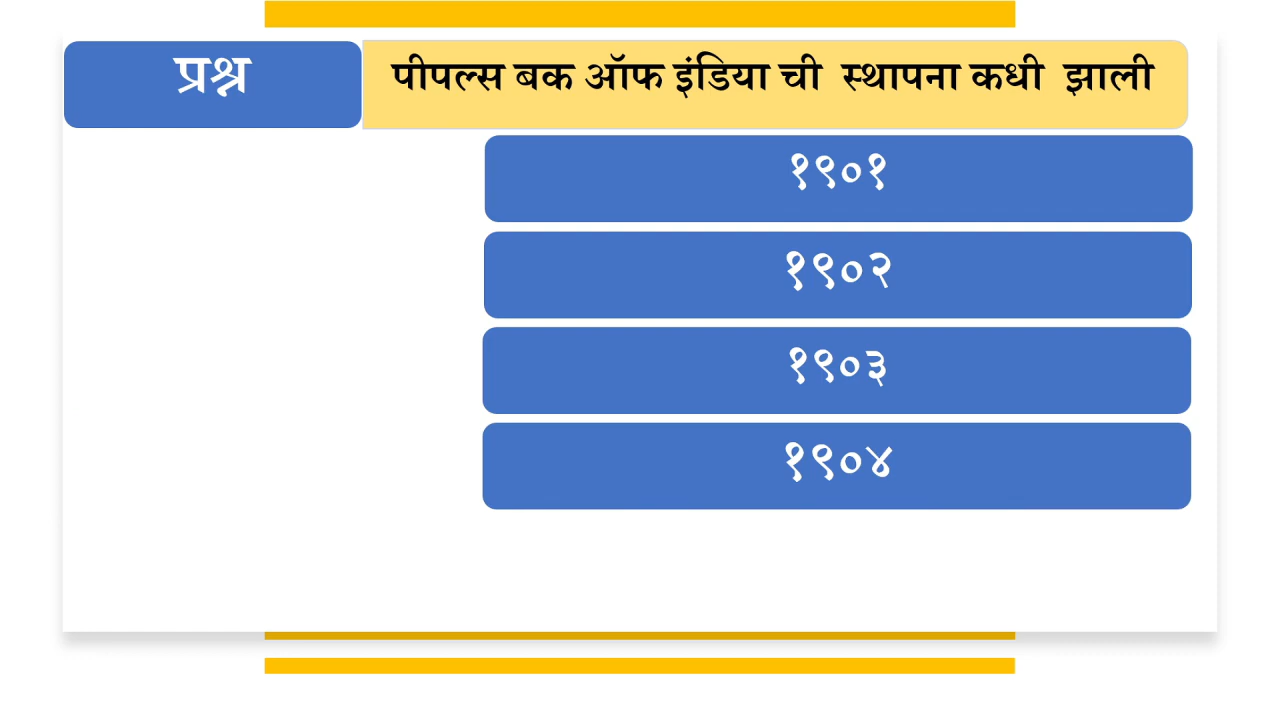 प्रश्न
पीपल्स बक ऑफ इंडिया ची स्थापना कधी झाली
१९०१
१९०२
१९०३
१९०४